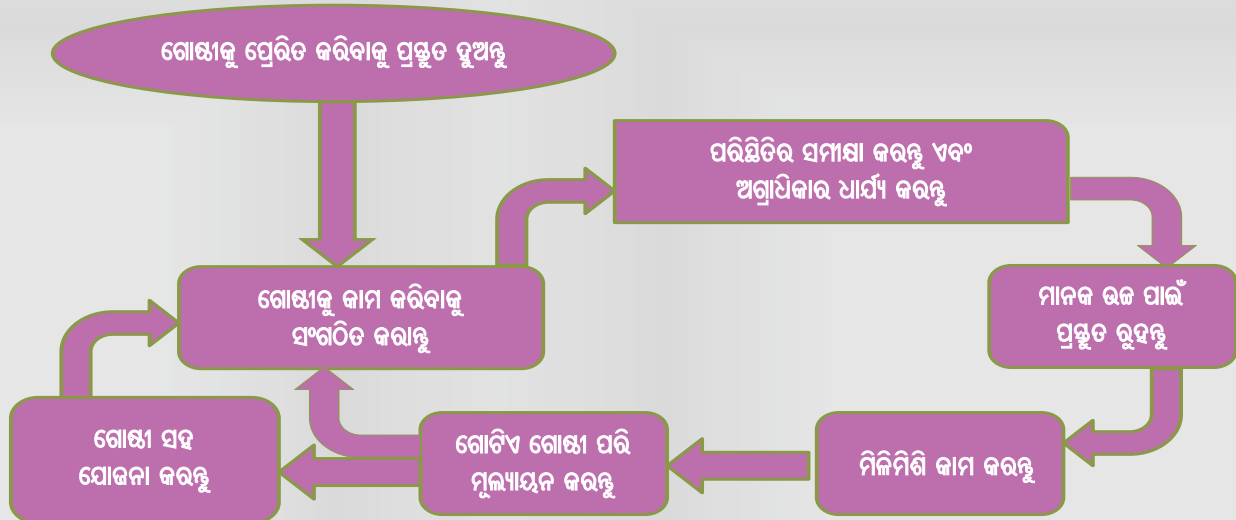 ଗୋଷ୍ଠୀକୁ ପ୍ରେରିତ କରିବାକୁ ପ୍ରସ୍ତୁତ ହୁଅନ୍ତୁ
ପରିସ୍ଥିତିର ସମୀକ୍ଷା କରନ୍ତୁ ଏବଂ
ଅଗ୍ରାଧିକାର ଧାର୍ଯ୍ୟ କରନ୍ତୁ
ଗୋଷ୍ଠୀକୁ କାମ କରିବାକୁ
ସଂଗଠିତ କରାନ୍ତୁ
ମାନକ ଉଚ୍ଚ ପାଇଁ
ପ୍ରସ୍ତୁତ ରୁହନ୍ତୁ
ଗୋଷ୍ଠୀ ସହ
ଯୋଜନା କରନ୍ତୁ
ଗୋଟିଏ ଗୋଷ୍ଠୀ ପରି
ମୂଲ୍ୟାୟନ କରନ୍ତୁ
ମିଳିମିଶି କାମ କରନ୍ତୁ